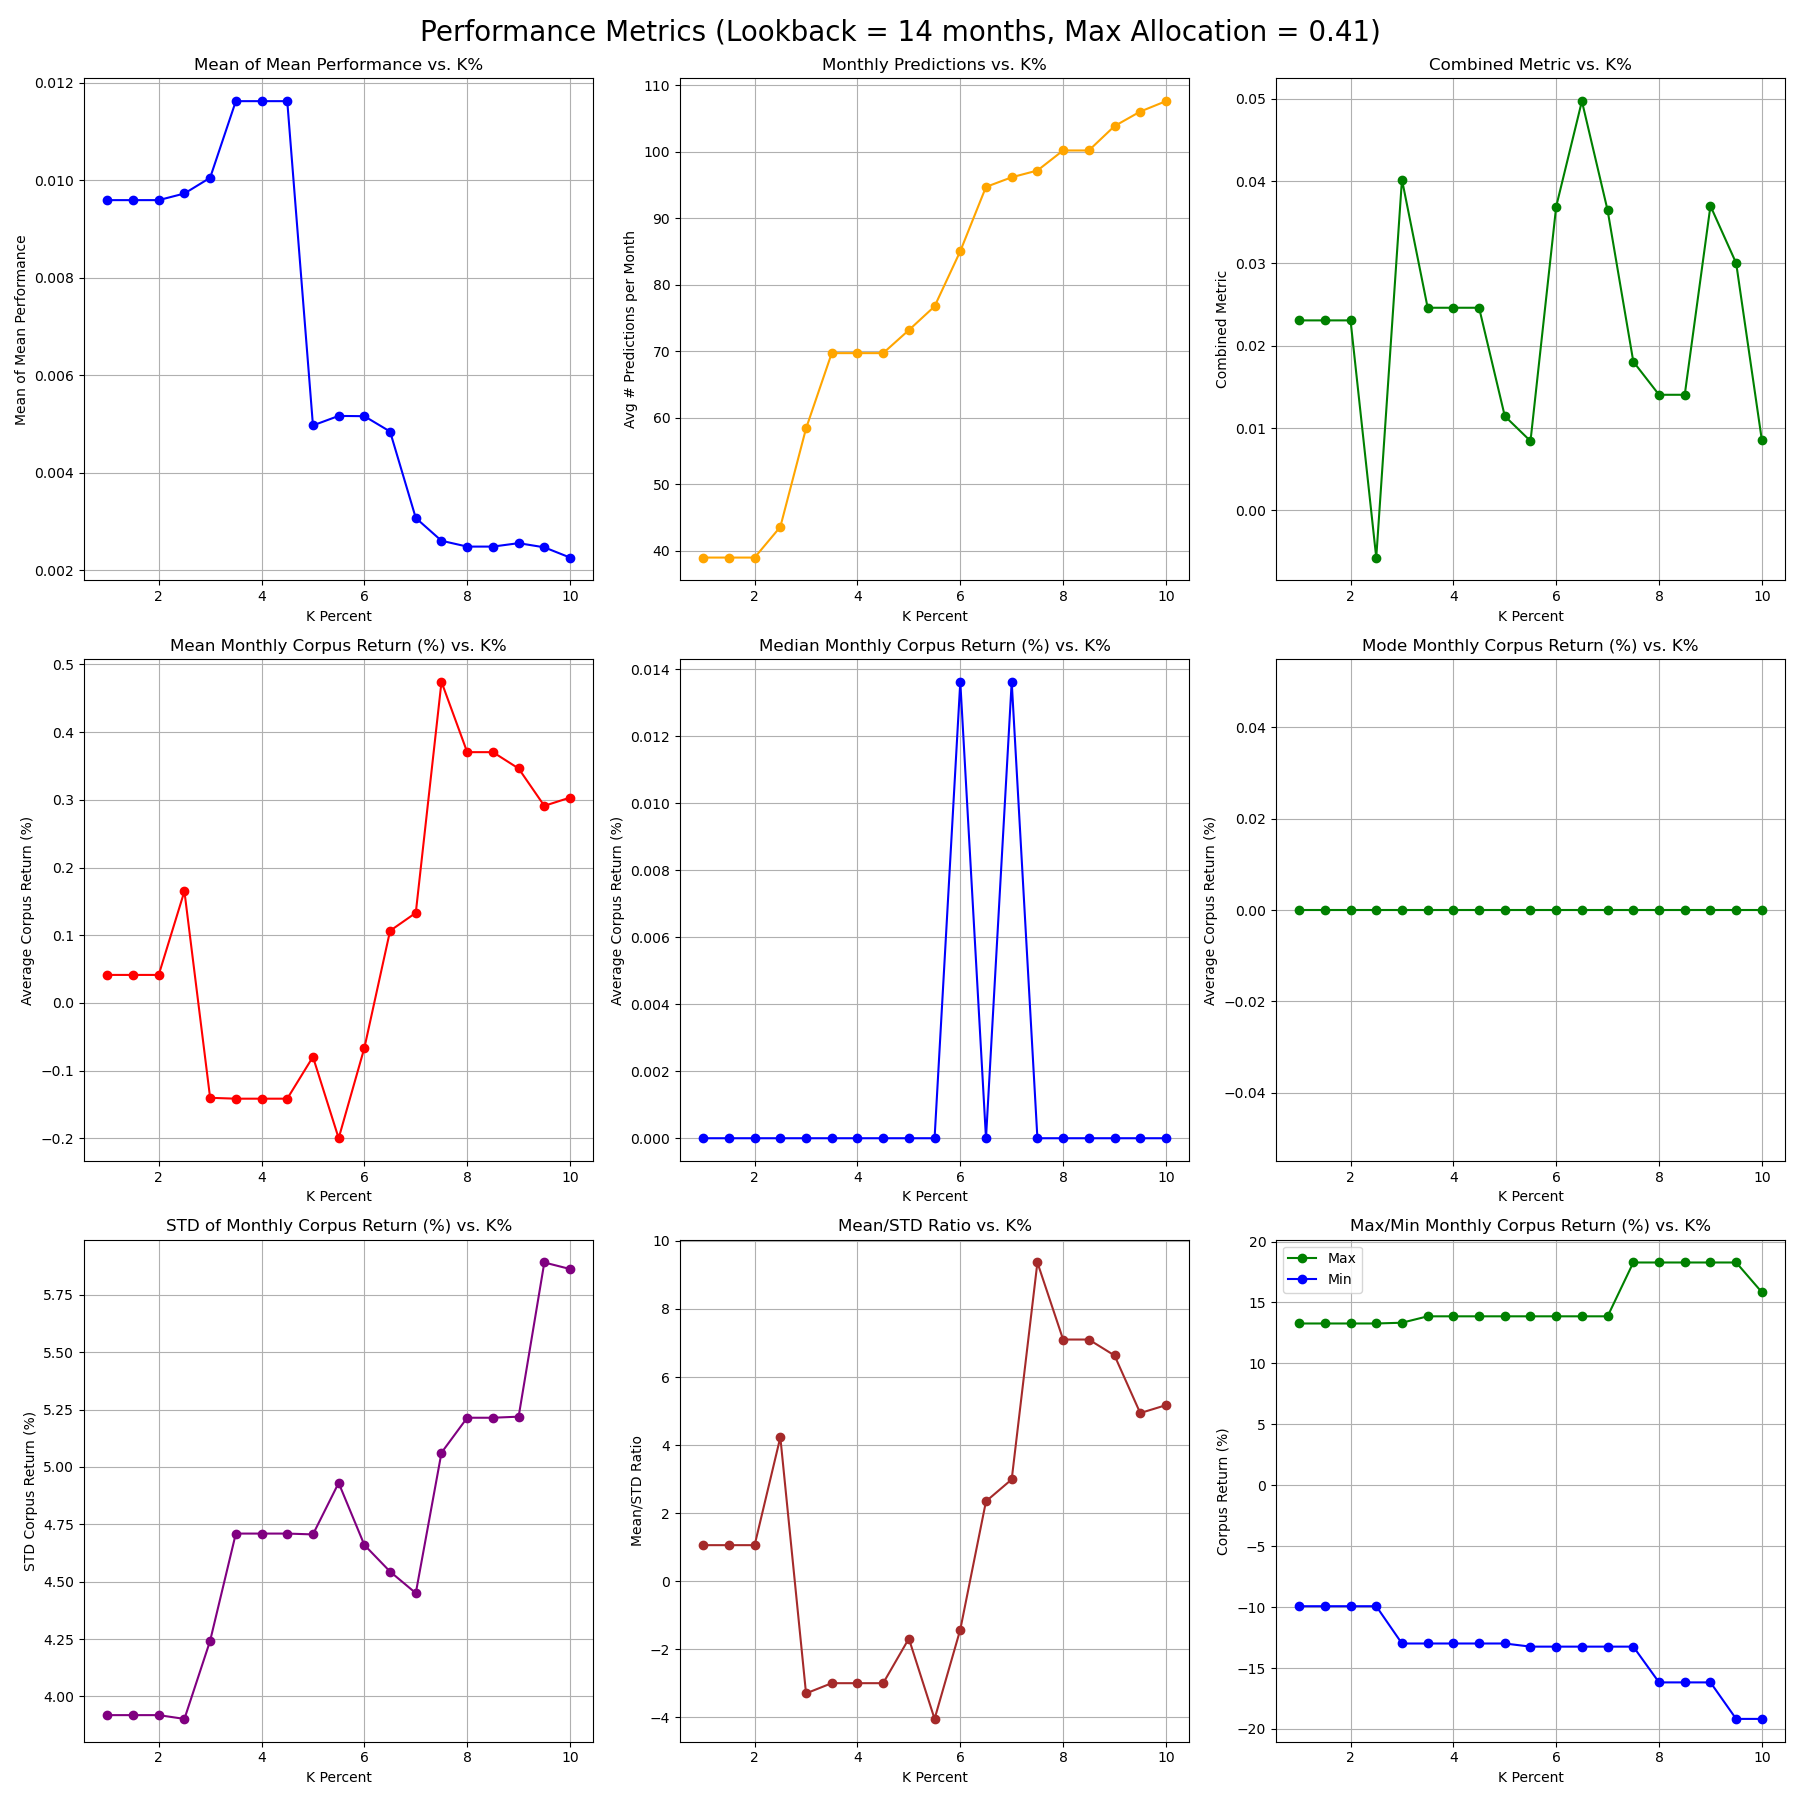 Performance Metrics (Lookback = 14 months, Max Allocation = 0.41)
Mean of Mean Performance vs. K%
Mean of Mean Performance
0.012
0.010
0.008
0.006
0.004
0.002
2 4 6 8 10
K Percent
Monthly Predictions vs. K%
Avg # Predictions per Month
110
100
90
80
70
60
50
40
2 4 6 8 10
K Percent
Combined Metric vs. K%
Combined Metric
0.05
0.04
0.03
0.02
0.01
0.00
2 4 6 8 10
K Percent
Mean Monthly Corpus Return (%) vs. K%
Average Corpus Return (%)
0.5
0.4
0.3
0.2
0.1
0.0
−0.1
−0.2
2 4 6 8 10
K Percent
Median Monthly Corpus Return (%) vs. K%
Average Corpus Return (%)
0.014
0.012
0.010
0.008
0.006
0.004
0.002
0.000
2 4 6 8 10
K Percent
Mode Monthly Corpus Return (%) vs. K%
Average Corpus Return (%)
0.04
0.02
0.00
−0.02
−0.04
2 4 6 8 10
K Percent
STD of Monthly Corpus Return (%) vs. K%
STD Corpus Return (%)
5.75
5.50
5.25
5.00
4.75
4.50
4.25
4.00
2 4 6 8 10
K Percent
Mean/STD Ratio vs. K%
Mean/STD Ratio
10
8
6
4
2
0
−2
−4
2 4 6 8 10
K Percent
Max/Min Monthly Corpus Return (%) vs. K%
Corpus Return (%)
Max
Min
20
15
10
5
0
−5
−10
−15
−20
2 4 6 8 10
K Percent